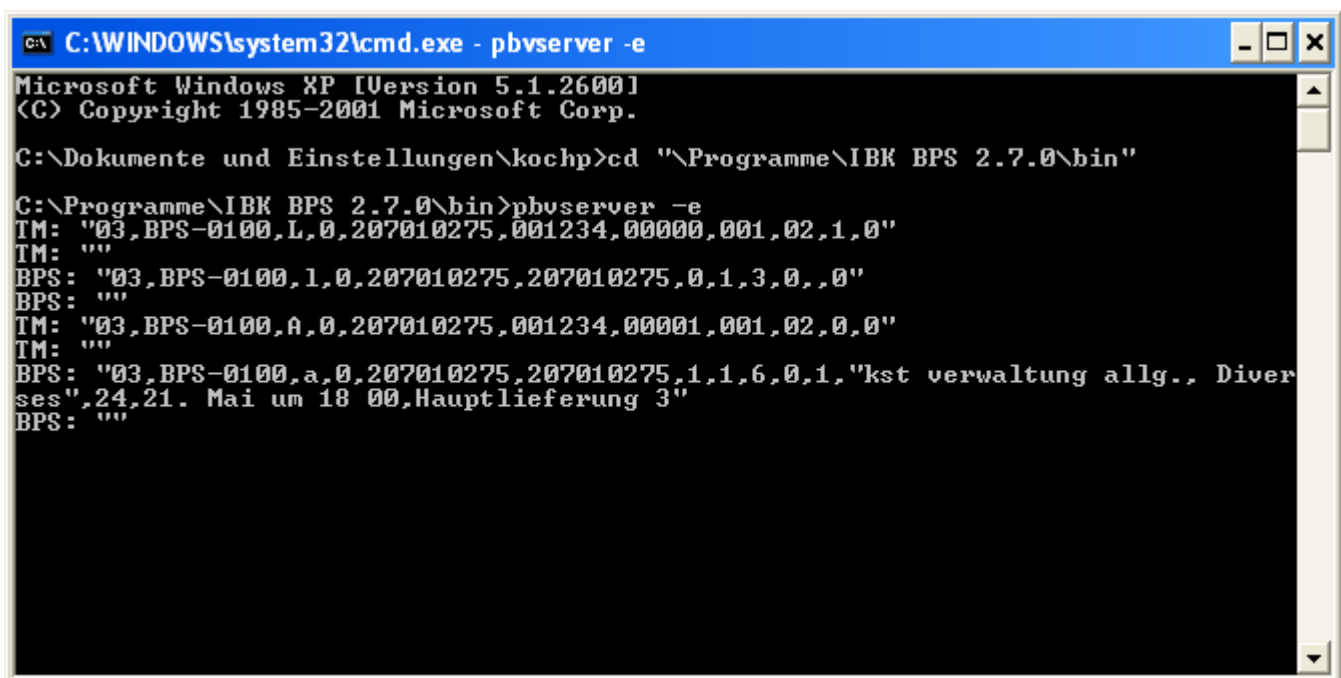 C:\WINDOWS\system32\cmd.exe - pbvserver -e
Microsoft Windows XP [Version 5.1.2600]
(C) Copyright 1985-2001 Microsoft Corp.
C:\Dokumente und Einstellungen\kochp>cd "\Programme\IBK BPS 2.7.0\bin"
C:\Programme\IBK BPS 2.7.0\bin>pbvserver -e
TM: "03,BPS-0100,L,0,207010275,001234,00000,001,02,1,0"
TM: ""
BPS: "03,BPS-0100,l,0,207010275,207010275,0,1,3,0,,0"
BPS: ""
TM: "03,BPS-0100,A,0,207010275,001234,00001,001,02,0,0"
TM: ""
BPS: "03,BPS-0100,a,0,207010275,207010275,1,1,6,0,1,"kst verwaltung allg., Diver
ses",24,21. Mai um 18 00,Hauptlieferung 3"
BPS: ""